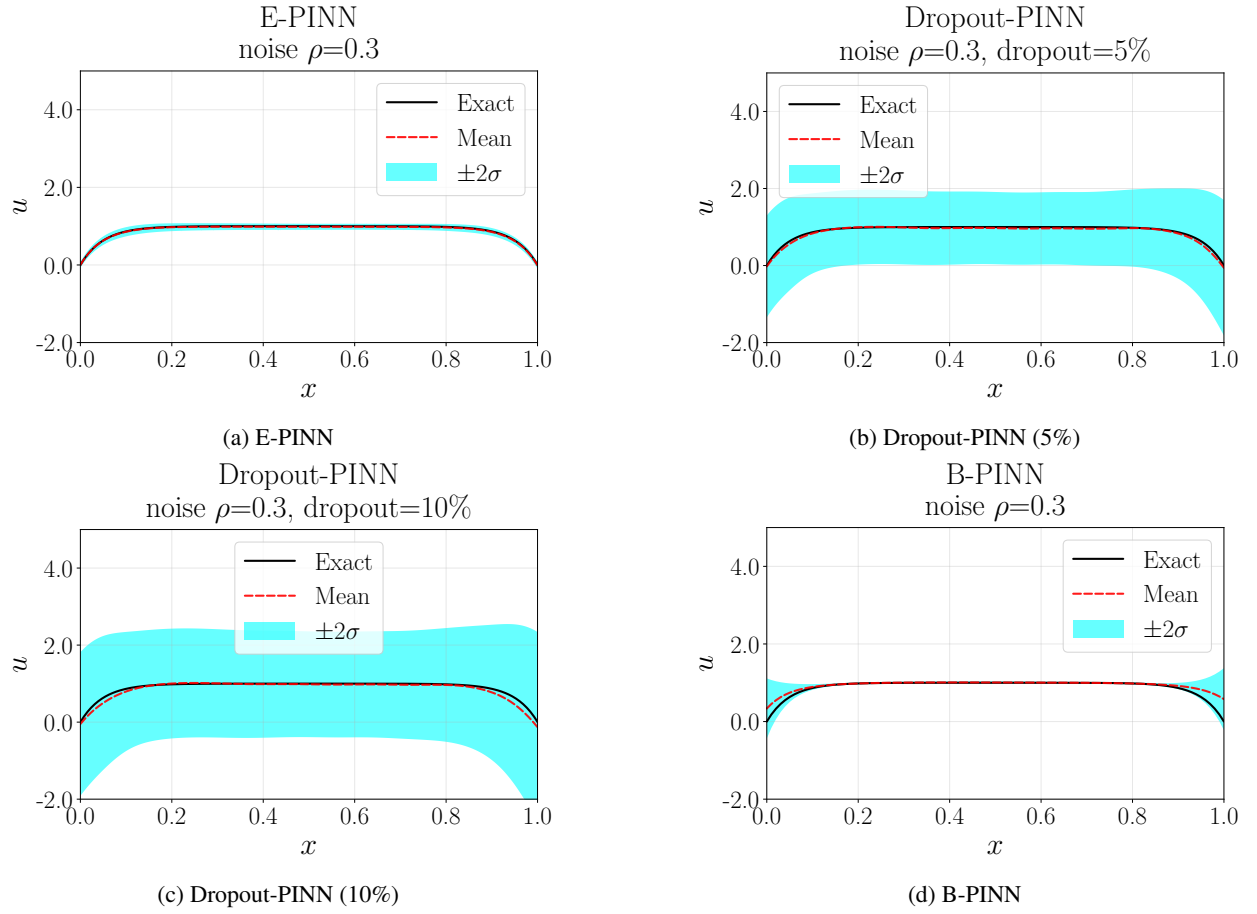 E-PINN
noise ρ=0.3
Exact
Mean
±2σ
4.0
2.0
0.0
-2.0
u
0.0 0.2 0.4 0.6 0.8 1.0
x
(a) E-PINN
Dropout-PINN
noise ρ=0.3, dropout=5%
Exact
Mean
±2σ
4.0
2.0
0.0
-2.0
u
0.0 0.2 0.4 0.6 0.8 1.0
x
(b) Dropout-PINN (5%)
Dropout-PINN
noise ρ=0.3, dropout=10%
Exact
Mean
±2σ
4.0
2.0
0.0
-2.0
u
0.0 0.2 0.4 0.6 0.8 1.0
x
(c) Dropout-PINN (10%)
B-PINN
noise ρ=0.3
Exact
Mean
±2σ
4.0
2.0
0.0
-2.0
u
0.0 0.2 0.4 0.6 0.8 1.0
x
(d) B-PINN